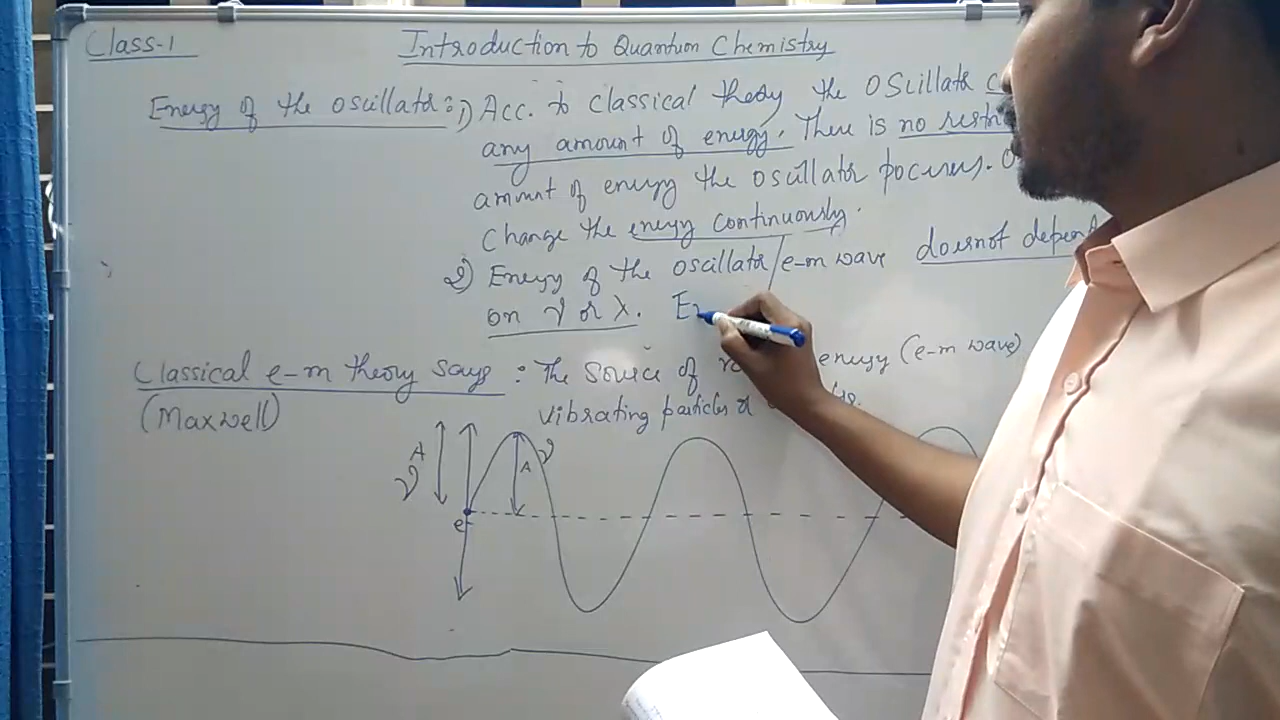 Class-1
Introduction to Quantum Chemistry
Energy of the oscillator :- 1) Acc. to classical theory the oscillator
any amount of energy. There is no restr
amount of energy the oscillator
Change the energy continuously.
2) Energy of the oscillator/e-m wave doesnot depend
on ν or λ. E
Classical e-m theory says : The source of energy (e-m wave)
(Maxwell) vibrating particles
A A ν
ν
e-